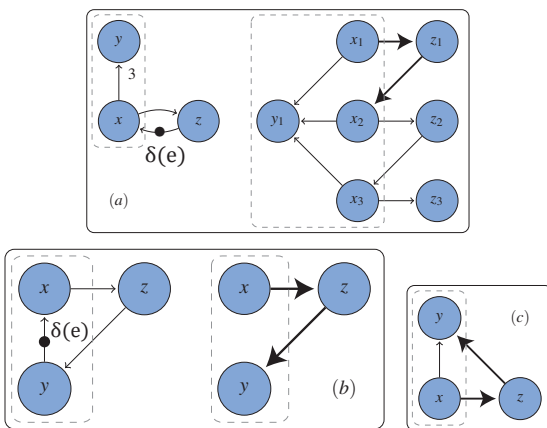 y
x₁
z₁
3
x
z
δ(e)
y₁
x₂
z₂
(a)
x₃
z₃
x
z
δ(e)
y
x
z
y
(b)
y
(c)
x
z